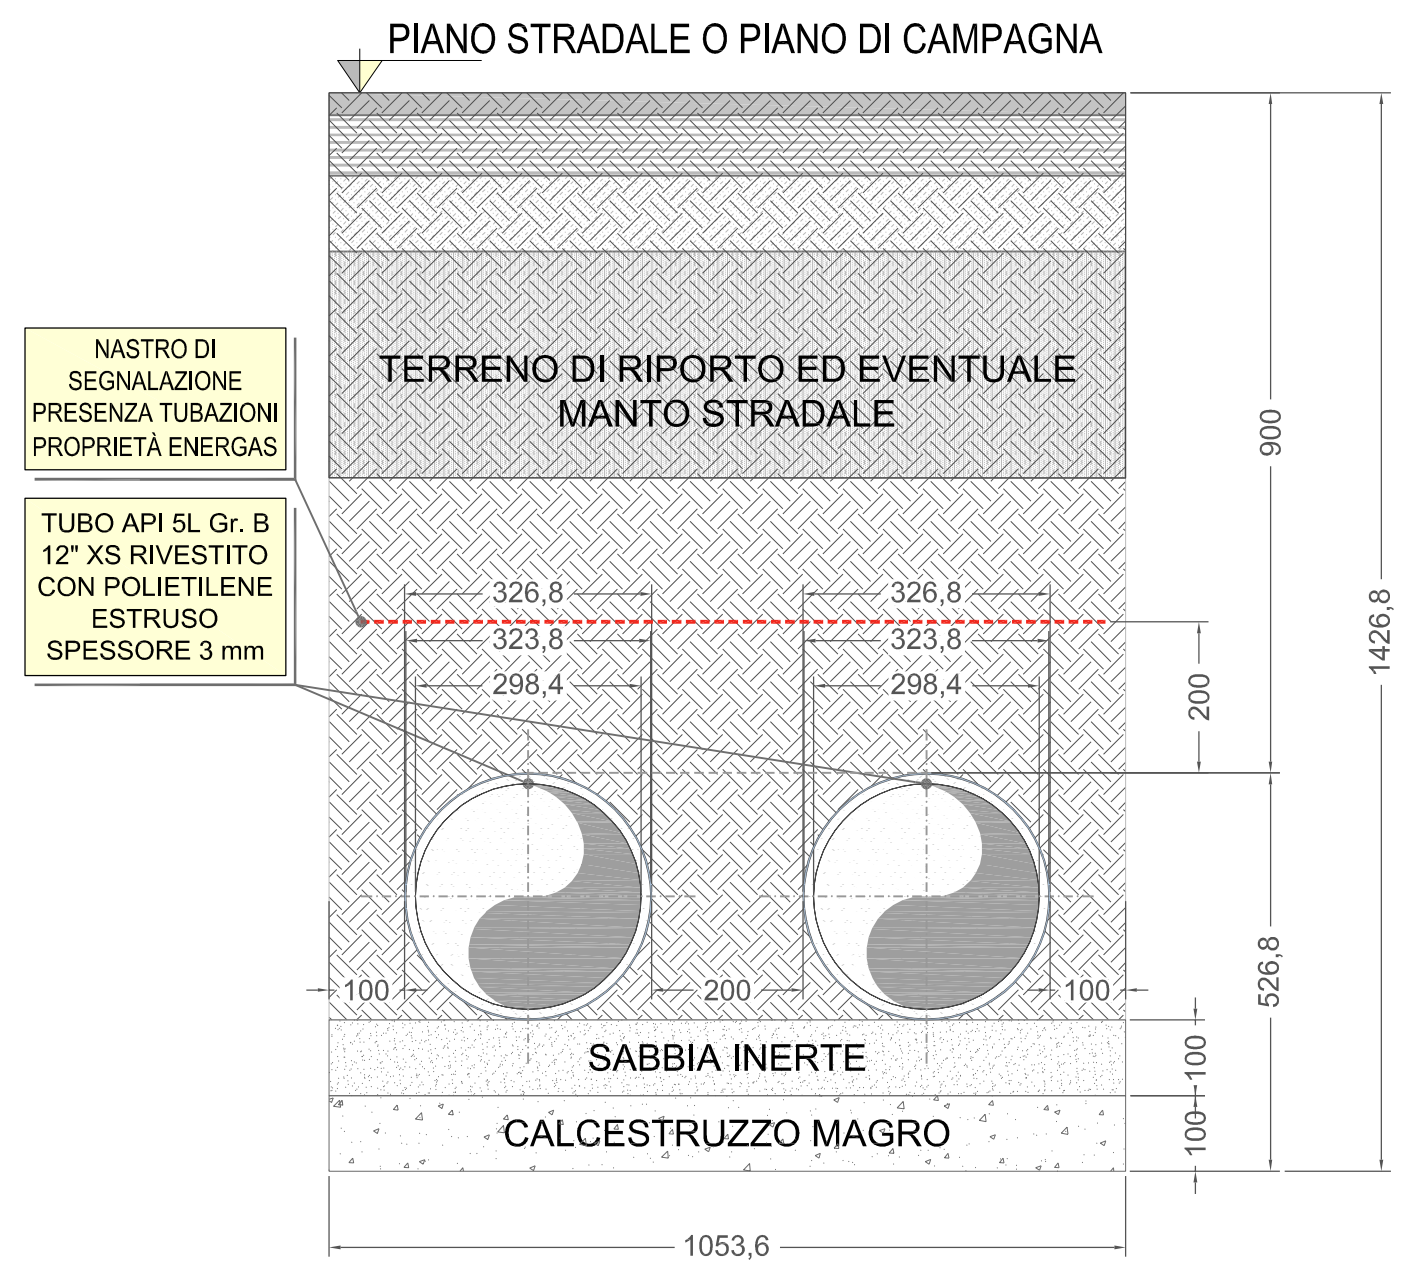 PIANO STRADALE O PIANO DI CAMPAGNA
NASTRO DI
SEGNALAZIONE
PRESENZA TUBAZIONI
PROPRIETÀ ENERGAS
TERRENO DI RIPORTO ED EVENTUALE
MANTO STRADALE
TUBO API 5L Gr. B
12" XS RIVESTITO
CON POLIETILENE
ESTRUSO
SPESSORE 3 mm
326,8
326,8
323,8
323,8
298,4
298,4
900
1426,8
200
526,8
100
200
100
SABBIA INERTE
100
CALCESTRUZZO MAGRO
100
1053,6